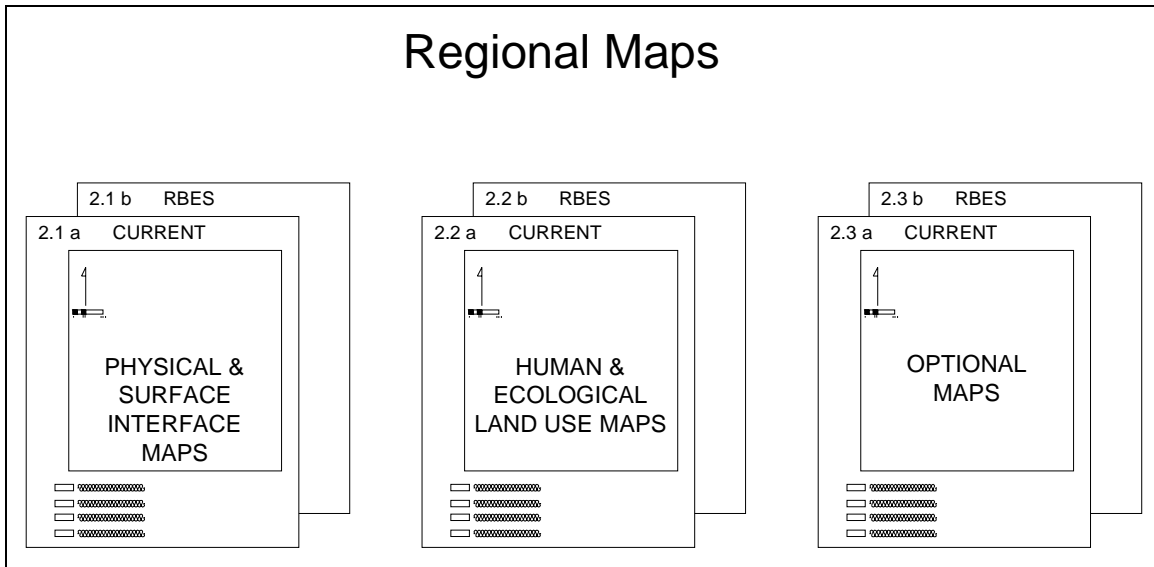 Regional Maps
2.1 b RBES
2.1 a CURRENT
PHYSICAL &
SURFACE
INTERFACE
MAPS
2.2 b RBES
2.2 a CURRENT
HUMAN &
ECOLOGICAL
LAND USE MAPS
2.3 b RBES
2.3 a CURRENT
OPTIONAL
MAPS